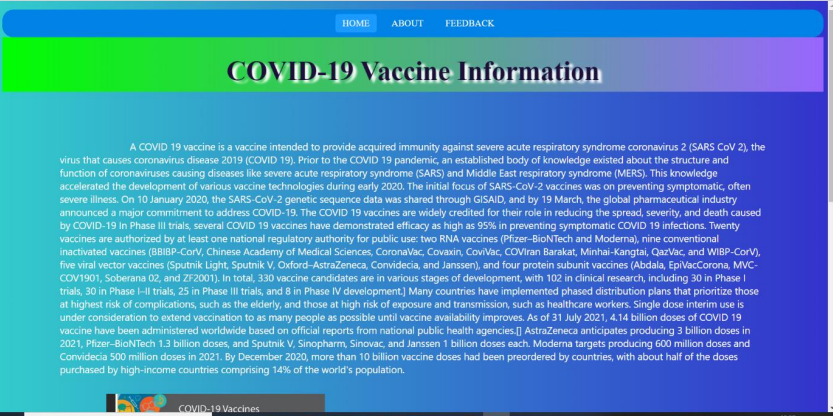 HOME ABOUT FEEDBACK
COVID-19 Vaccine Information
A COVID 19 vaccine is a vaccine intended to provide acquired immunity against severe acute respiratory syndrome coronavirus 2 (SARS CoV 2), the
virus that causes coronavirus disease 2019 (COVID 19). Prior to the COVID 19 pandemic, an established body of knowledge existed about the structure and
function of coronaviruses causing diseases like severe acute respiratory syndrome (SARS) and Middle East respiratory syndrome (MERS). This knowledge
accelerated the development of various vaccine technologies during early 2020. The initial focus of SARS-CoV-2 vaccines was on preventing symptomatic, often
severe illness. On 10 January 2020, the SARS-CoV-2 genetic sequence data was shared through GISAID, and by 19 March, the global pharmaceutical industry
announced a major commitment to address COVID-19. The COVID 19 vaccines are widely credited for their role in reducing the spread, severity, and death caused
by COVID-19 In Phase III trials, several COVID 19 vaccines have demonstrated efficacy as high as 95% in preventing symptomatic COVID 19 infections. Twenty
vaccines are authorized by at least one national regulatory authority for public use: two RNA vaccines (Pfizer–BioNTech and Moderna), nine conventional
inactivated vaccines (BBIBP-CorV, Chinese Academy of Medical Sciences, CoronaVac, Covaxin, CoviVac, COVIran Barakat, Minhai-Kangtai, QazVac, and WIBP-CorV),
five viral vector vaccines (Sputnik Light, Sputnik V, Oxford–AstraZeneca, Convidecia, and Janssen), and four protein subunit vaccines (Abdala, EpiVacCorona, MVC-
COV1901, Soberana 02, and ZF2001). In total, 330 vaccine candidates are in various stages of development, with 102 in clinical research, including 30 in Phase I
trials, 30 in Phase I–II trials, 25 in Phase III trials, and 8 in Phase IV development.] Many countries have implemented phased distribution plans that prioritize those
at highest risk of complications, such as the elderly, and those at high risk of exposure and transmission, such as healthcare workers. Single dose interim use is
under consideration to extend vaccination to as many people as possible until vaccine availability improves. As of 31 July 2021, 4.14 billion doses of COVID 19
vaccine have been administered worldwide based on official reports from national public health agencies.[] AstraZeneca anticipates producing 3 billion doses in
2021, Pfizer–BioNTech 1.3 billion doses, and Sputnik V, Sinopharm, Sinovac, and Janssen 1 billion doses each. Moderna targets producing 600 million doses and
Convidecia 500 million doses in 2021. By December 2020, more than 10 billion vaccine doses had been preordered by countries, with about half of the doses
purchased by high-income countries comprising 14% of the world's population.
COVID-19 Vaccines